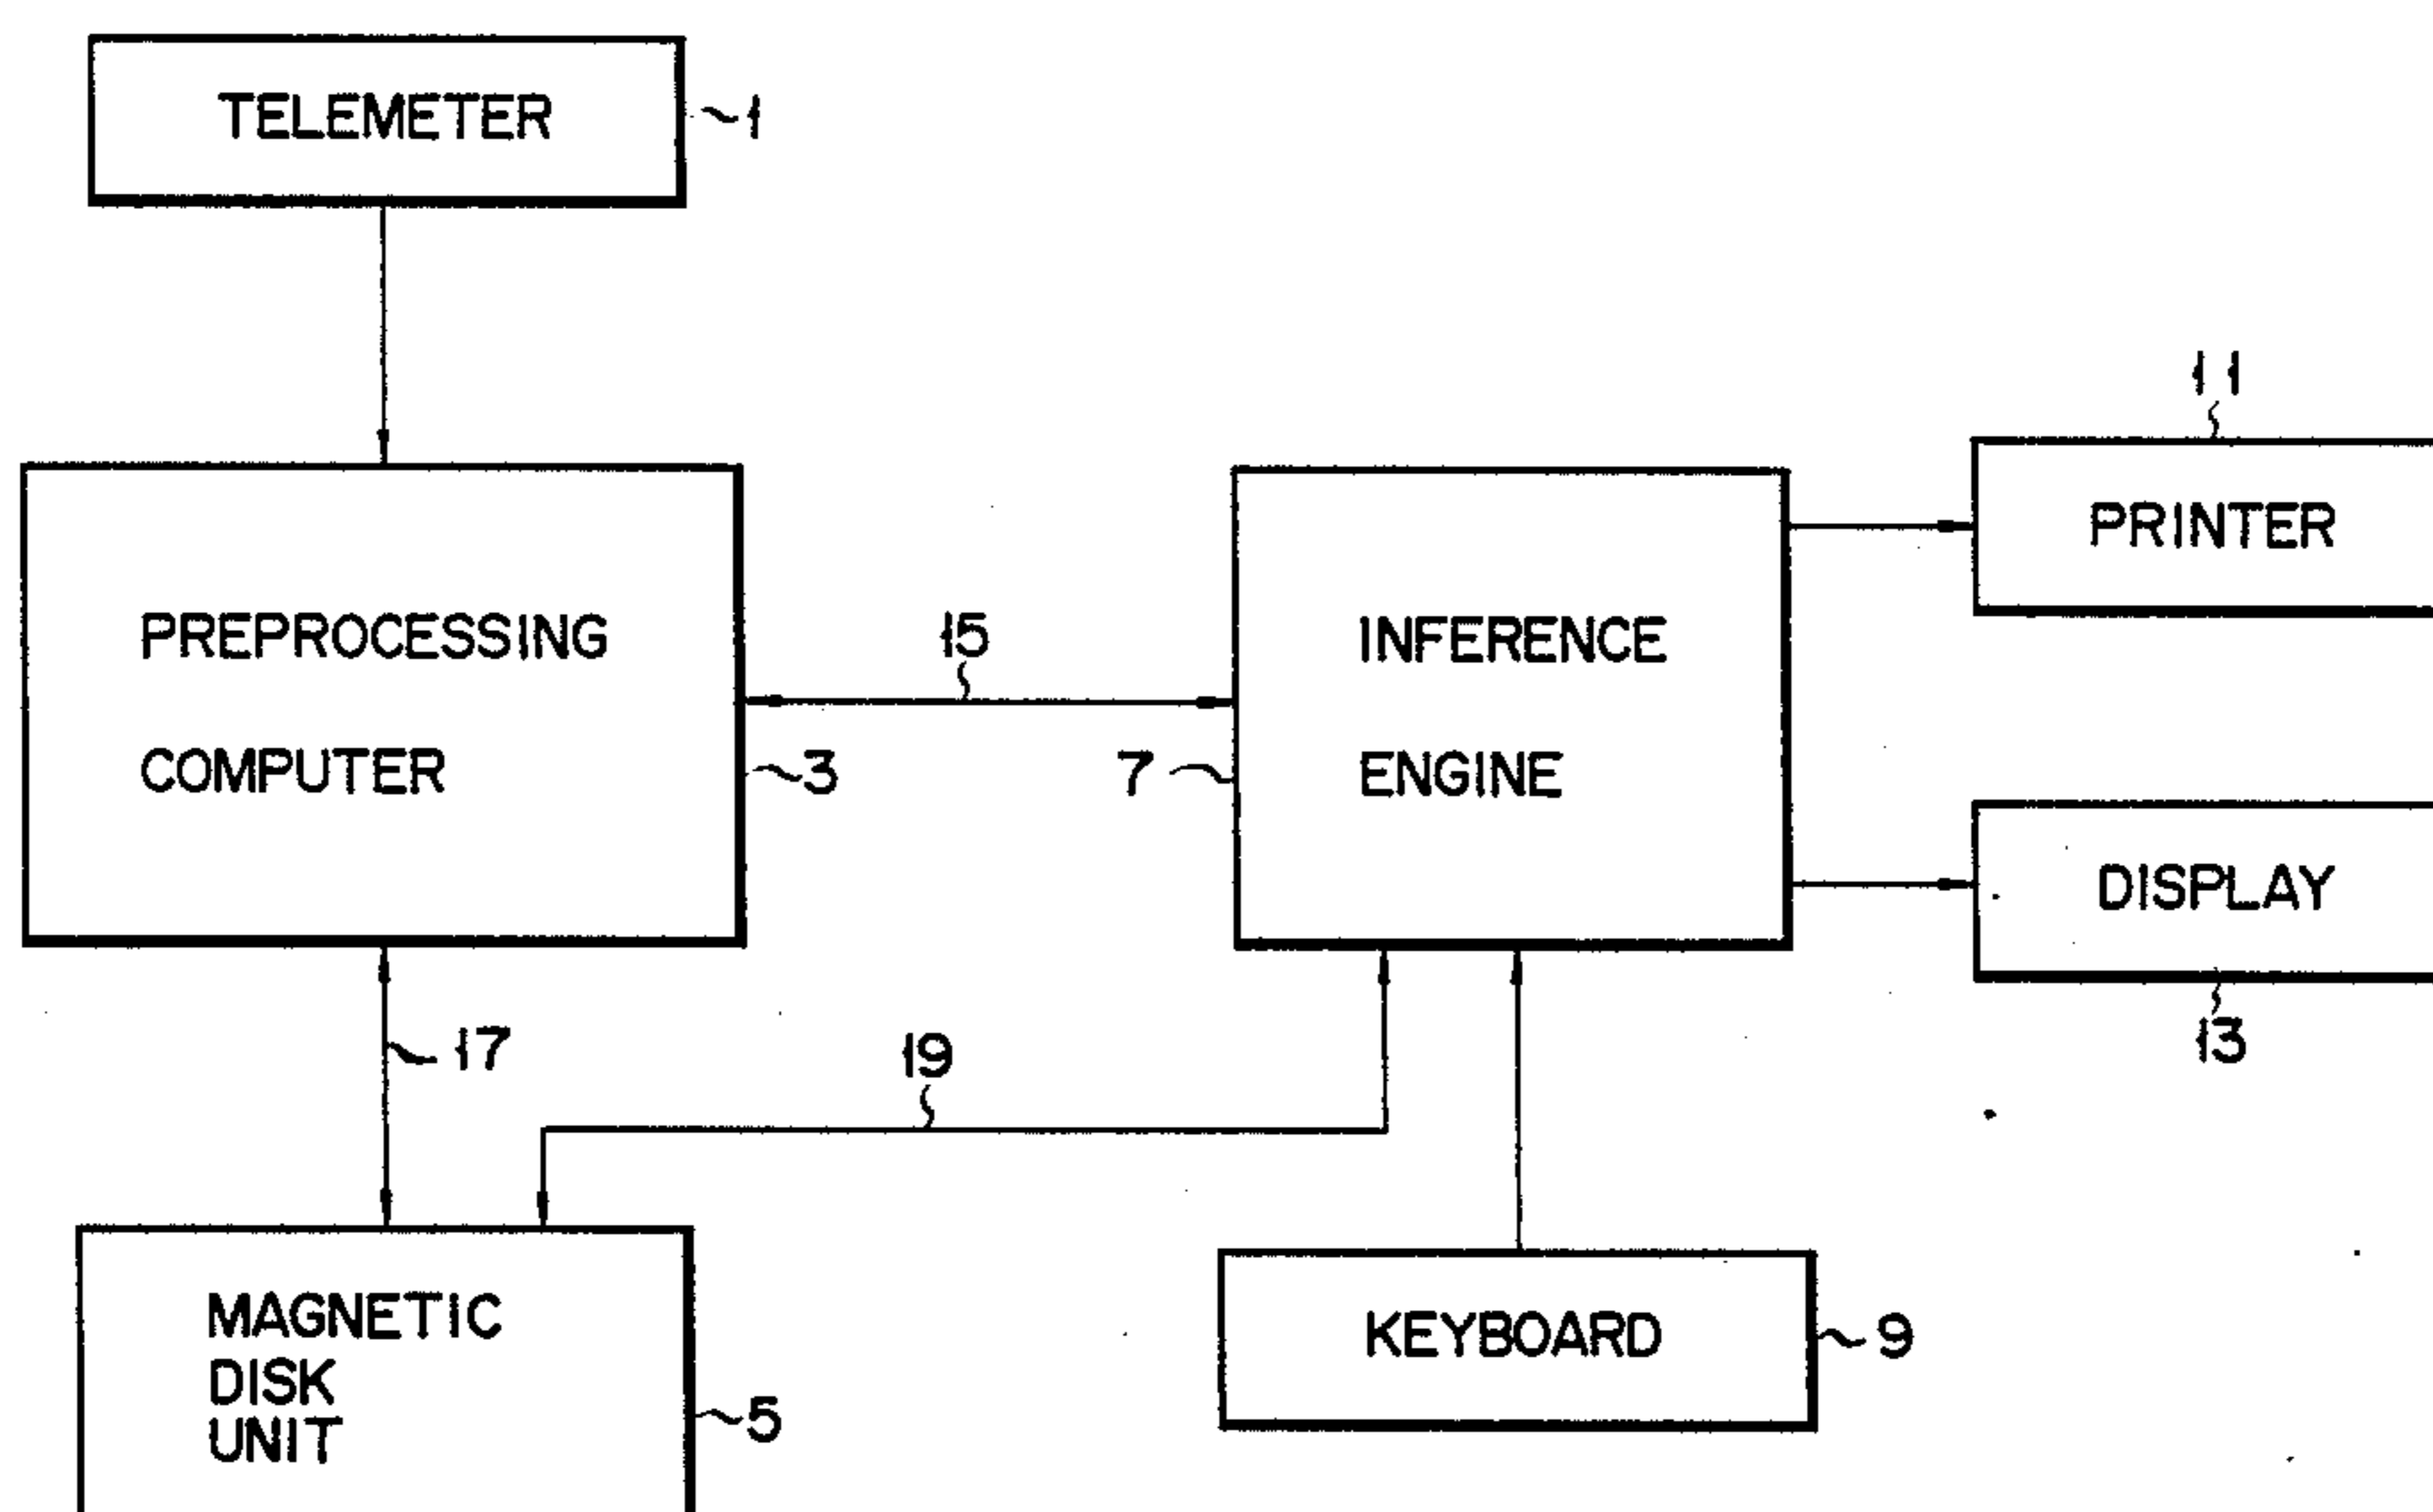 TELEMETER
1
11
PRINTER
PREPROCESSING
COMPUTER
3
15
INFERENCE
ENGINE
7
DISPLAY
13
17
19
MAGNETIC
DISK
UNIT
5
KEYBOARD
9